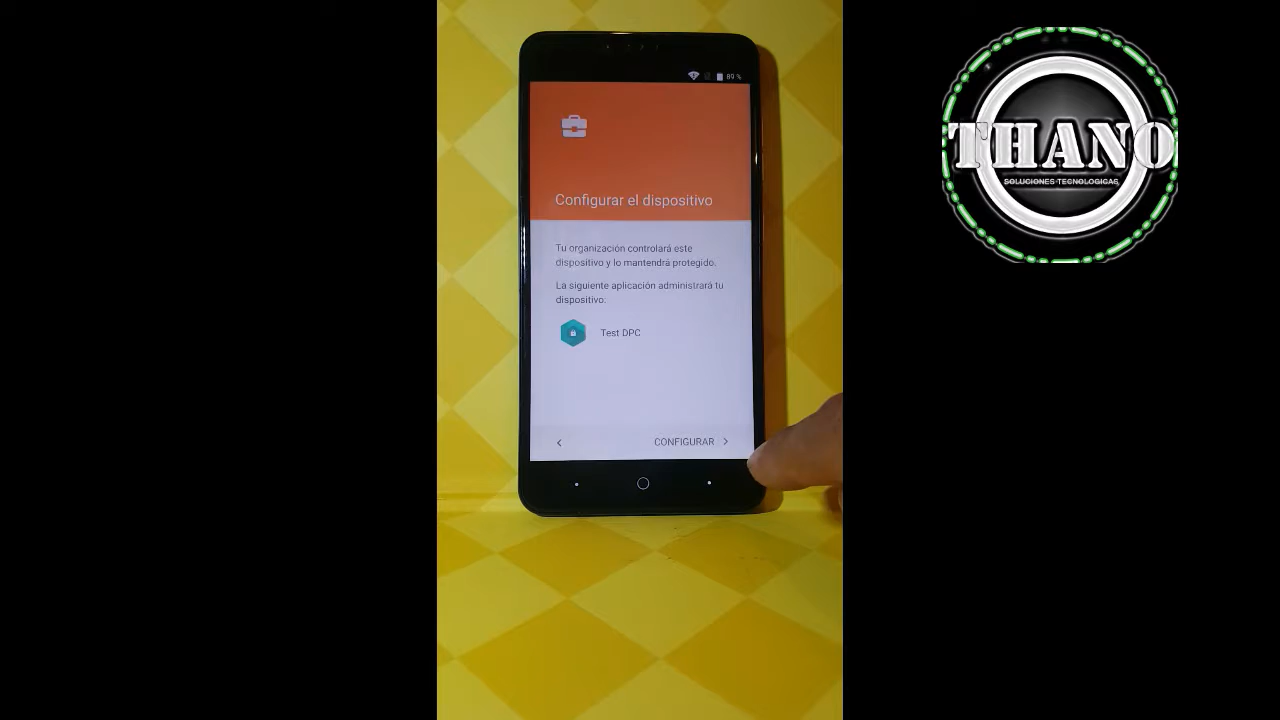 89 %
Configurar el dispositivo
Tu organización controlará este
dispositivo y lo mantendrá protegido.
La siguiente aplicación administrará tu
dispositivo.
Test DPC
CONFIGURAR
THANO
SOLUCIONES TECNOLOGICAS